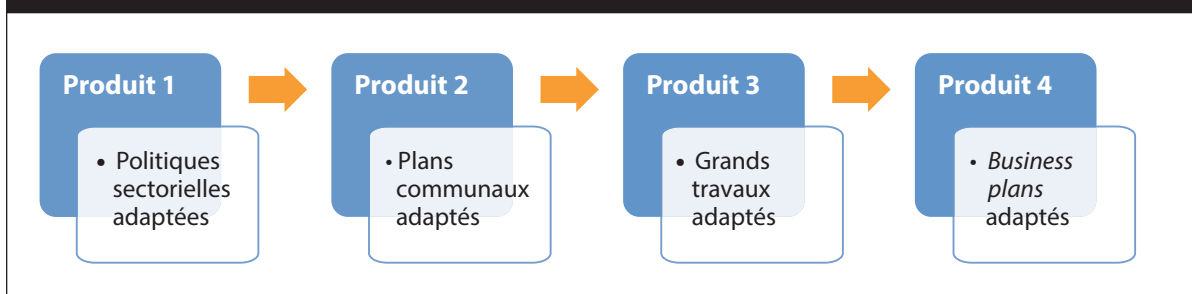 Produit 1
• Politiques
sectorielles
adaptées
Produit 2
• Plans
communaux
adaptés
Produit 3
• Grands
travaux
adaptés
Produit 4
• Business
plans
adaptés